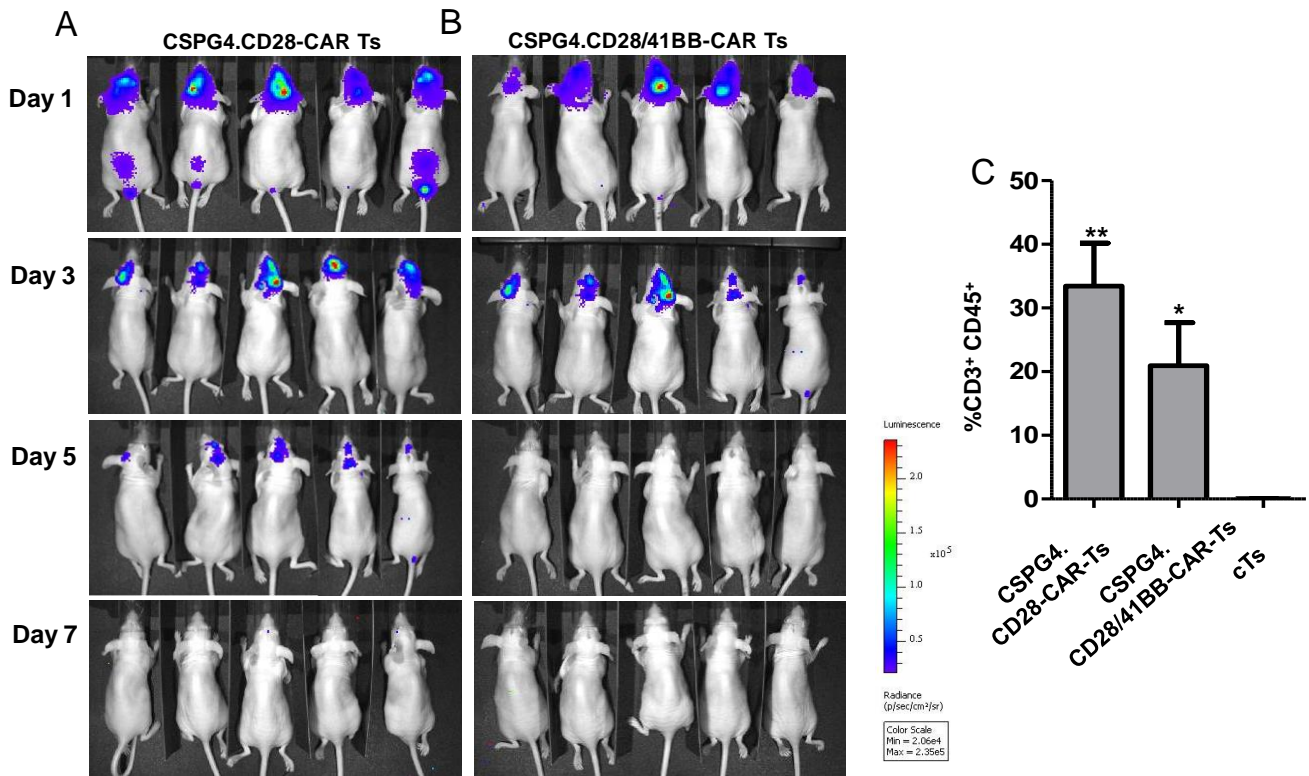 A
B
CSPG4.CD28-CAR Ts
CSPG4.CD28/41BB-CAR Ts
Day 1
Day 3
Day 5
Day 7
Luminescence
2.0
1.5
x10⁵
1.0
0.5
Radiance
(p/sec/cm²/sr)
Color Scale
Min = 2.06e4
Max = 2.35e5
C
%CD3⁺ CD45⁺
50
40
30
20
10
0
**
*
CSPG4.
CD28-CAR-Ts
CSPG4.
CD28/41BB-CAR-Ts
cTs